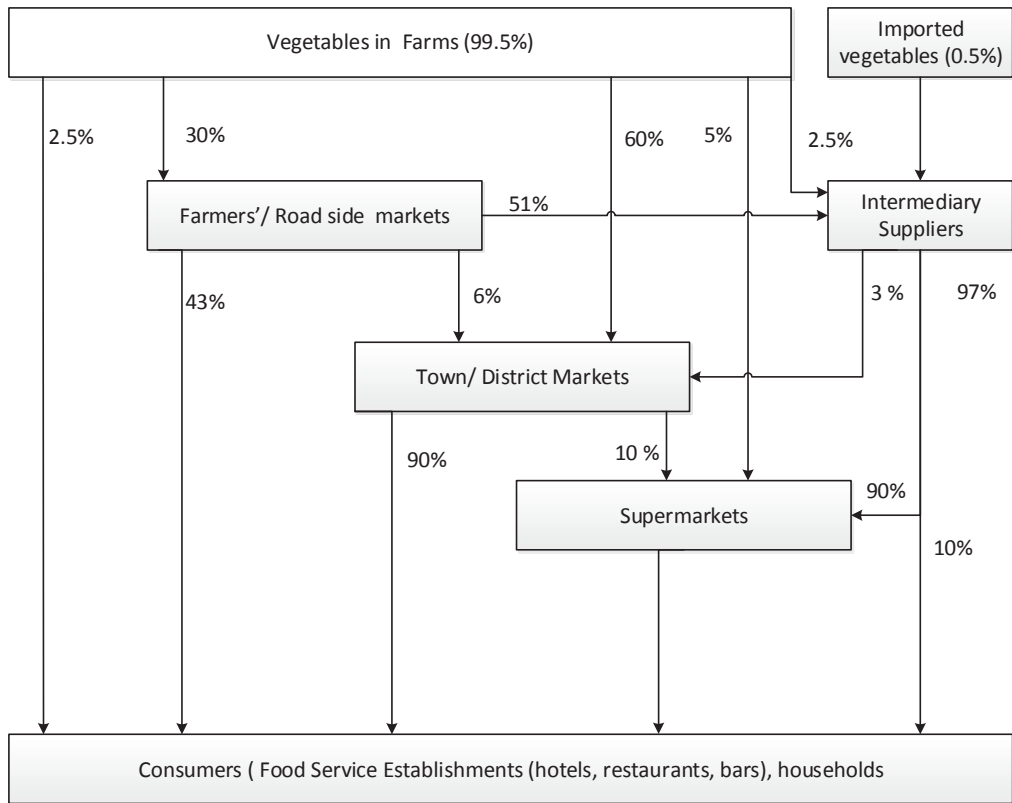 Vegetables in  Farms (99.5%)
Imported
vegetables (0.5%)
2.5%
30%
60%
5%
2.5%
Farmers’/ Road side  markets
51%
Intermediary
Suppliers
43%
6%
3 %
97%
Town/ District Markets
90%
10 %
Supermarkets
90%
10%
Consumers ( Food Service Establishments (hotels, restaurants, bars), households